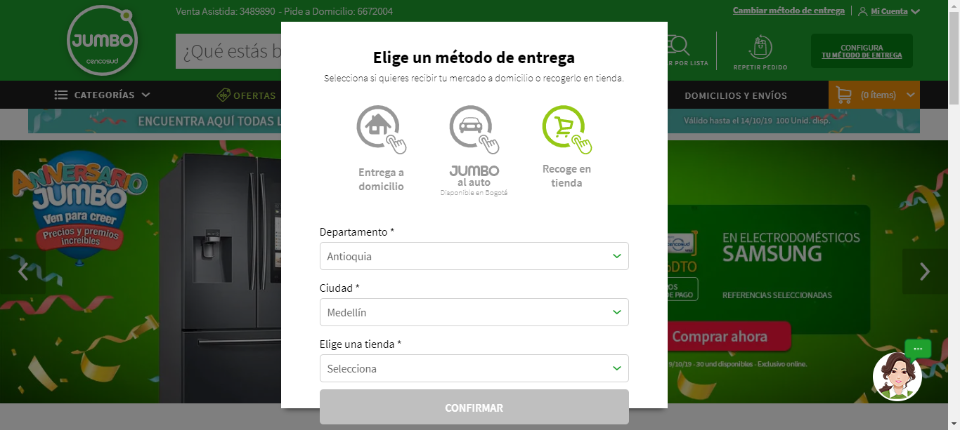 Venta Asistida: 3489890 - Pide a Domicilio: 6672004
Cambiar método de entrega
Mi Cuenta
JUMBO
cencosud
¿Qué estás b
R POR LISTA
REPETIR PEDIDO
CONFIGURA
TU MÉTODO DE ENTREGA
CATEGORÍAS
OFERTAS
DOMICILIOS Y ENVÍOS
(0 items)
ENCUENTRA AQUÍ TODAS L
Válido hasta el 14/10/19 100 Unid. disp.
Elige un método de entrega
Selecciona si quieres recibir tu mercado a domicilio o recogerlo en tienda.
Entrega a
domicilio
JUMBO
al auto
Disponible en Bogotá
Recoge en
tienda
Departamento *
Antioquia
Ciudad *
Medellín
Elige una tienda *
Selecciona
CONFIRMAR
ANIVERSARIO
JUMBO
Ven para creer
Precios y premios
increíbles
EN ELECTRODOMÉSTICOS
SAMSUNG
DTO
DE PAGO
REFERENCIAS SELECCIONADAS
Comprar ahora
9/10/19 - 30 und disponibles - Exclusivo online.